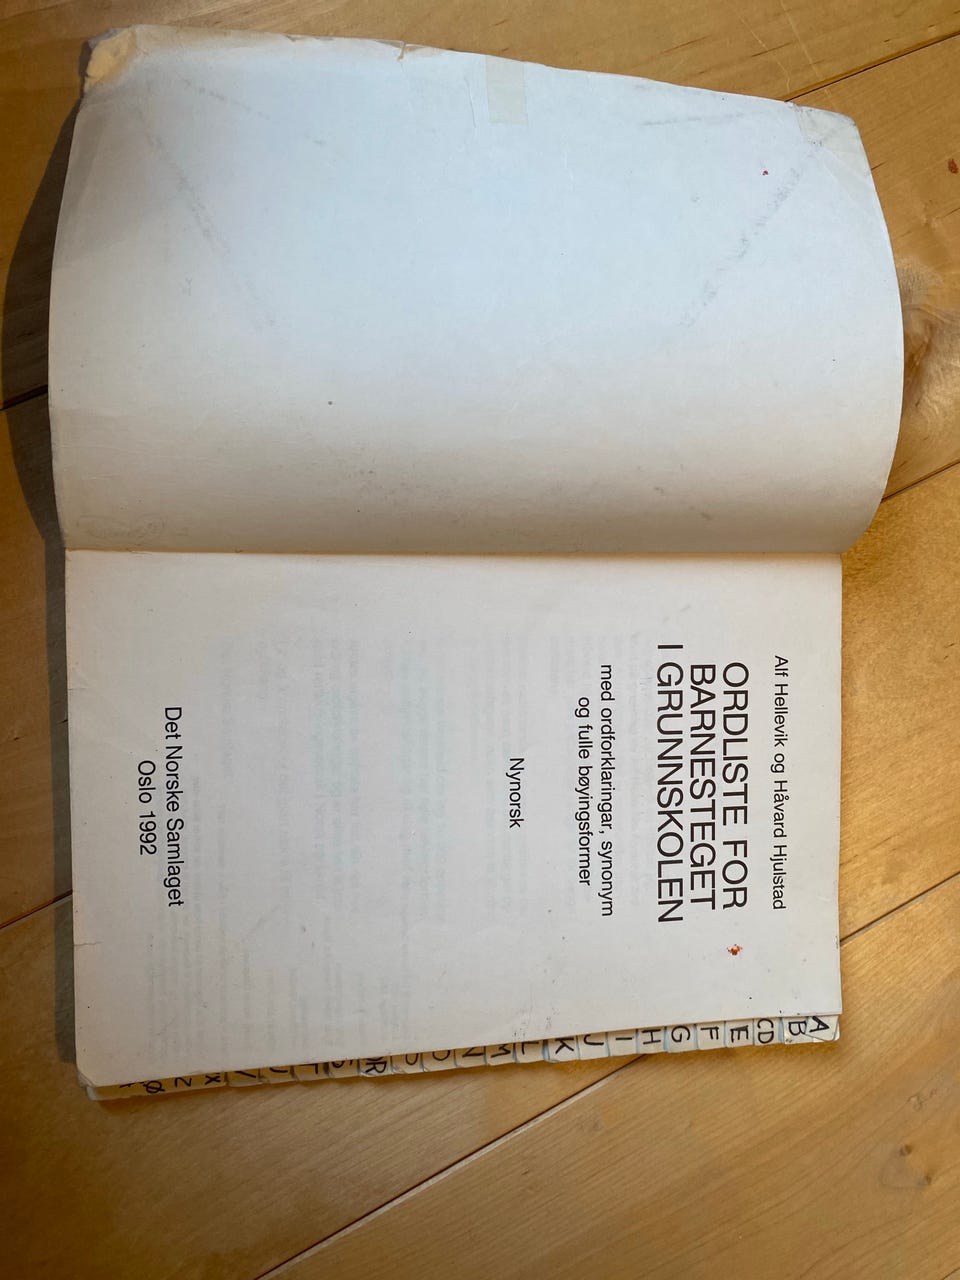 Alf Hellevik og Håvard Hjulstad
ORDLISTE FOR
BARNESTEGET
I GRUNNSKOLEN
med ordforklaringar, synonym
og fulle bøyingsformer
Nynorsk
Det Norske Samlaget
Oslo 1992
A
B
CD
E
F
G
H
I
J
K
L
M
N
O
Ø